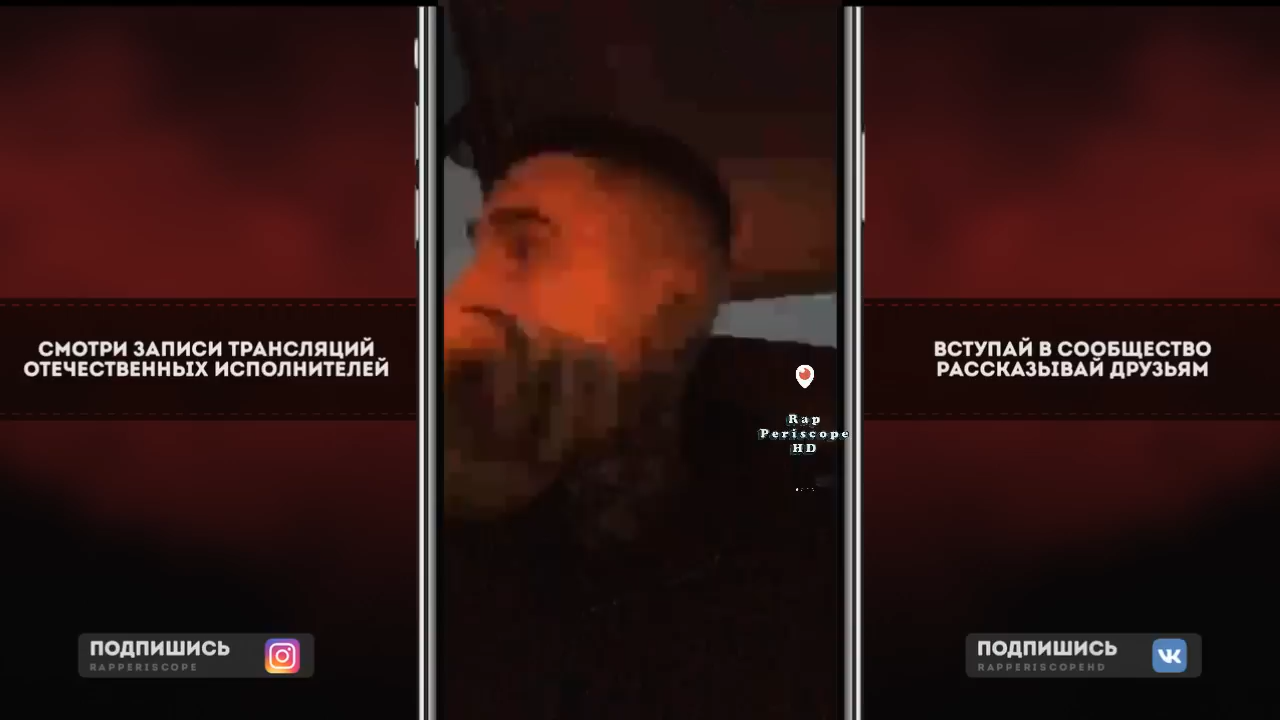 СМОТРИ ЗАПИСИ ТРАНСЛЯЦИЙ
ОТЕЧЕСТВЕННЫХ ИСПОЛНИТЕЛЕЙ
ВСТУПАЙ В СООБЩЕСТВО
РАССКАЗЫВАЙ ДРУЗЬЯМ
Rap
Periscope
HD
ПОДПИШИСЬ
RAPPERISCOPE
ПОДПИШИСЬ
RAPPERISCOPEHD